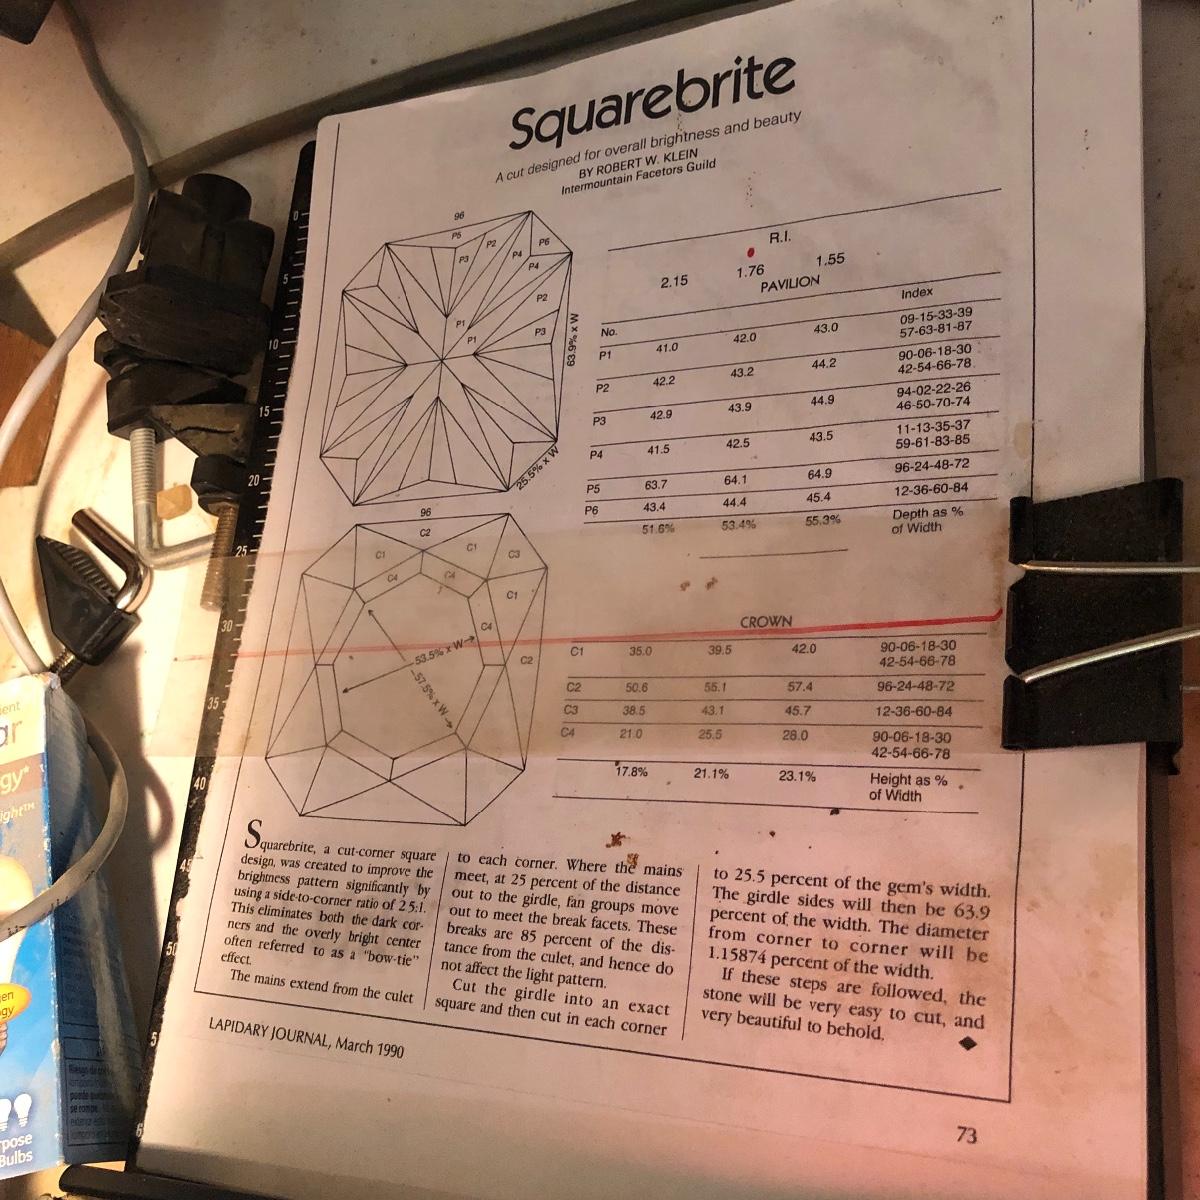 Squarebrite
A cut designed for overall brightness and beauty
BY ROBERT W. KLEIN
Intermountain Facetors Guild
96
P5
P2
P6
P3
P4
P4
P2
P1
P3
P1
63.9% x W
25.5% x W
R.I.
2.15 1.76 1.55
PAVILION
No. Index
P1 41.0 42.0 43.0 09-15-33-39
57-63-81-87
P2 42.2 43.2 44.2 90-06-18-30
42-54-66-78
P3 42.9 43.9 44.9 94-02-22-26
46-50-70-74
P4 41.5 42.5 43.5 11-13-35-37
59-61-83-85
P5 63.7 64.1 64.9 96-24-48-72
P6 43.4 44.4 45.4 12-36-60-84
51.6% 53.4% 55.3% Depth as %
of Width
96
C2
C1 C1 C3
C4 C4
C1
C4
C2
53.5% x W
57.5% x W
CROWN
C1 35.0 39.5 42.0 90-06-18-30
42-54-66-78
C2 50.6 55.1 57.4 96-24-48-72
C3 38.5 43.1 45.7 12-36-60-84
C4 21.0 25.5 28.0 90-06-18-30
42-54-66-78
17.8% 21.1% 23.1% Height as %
of Width
Squarebrite, a cut-corner square
design, was created to improve the
brightness pattern significantly by
using a side-to-corner ratio of 2.5:1.
This eliminates both the dark cor-
ners and the overly bright center
often referred to as a "bow-tie"
effect.
The mains extend from the culet
to each corner. Where the mains
meet, at 25 percent of the distance
out to the girdle, fan groups move
out to meet the break facets. These
breaks are 85 percent of the dis-
tance from the culet, and hence do
not affect the light pattern.
Cut the girdle into an exact
square and then cut in each corner
to 25.5 percent of the gem's width.
The girdle sides will then be 63.9
percent of the width. The diameter
from corner to corner will be
1.15874 percent of the width.
If these steps are followed, the
stone will be very easy to cut, and
very beautiful to behold.
LAPIDARY JOURNAL, March 1990
73
0
5
10
15
20
25
30
35
40